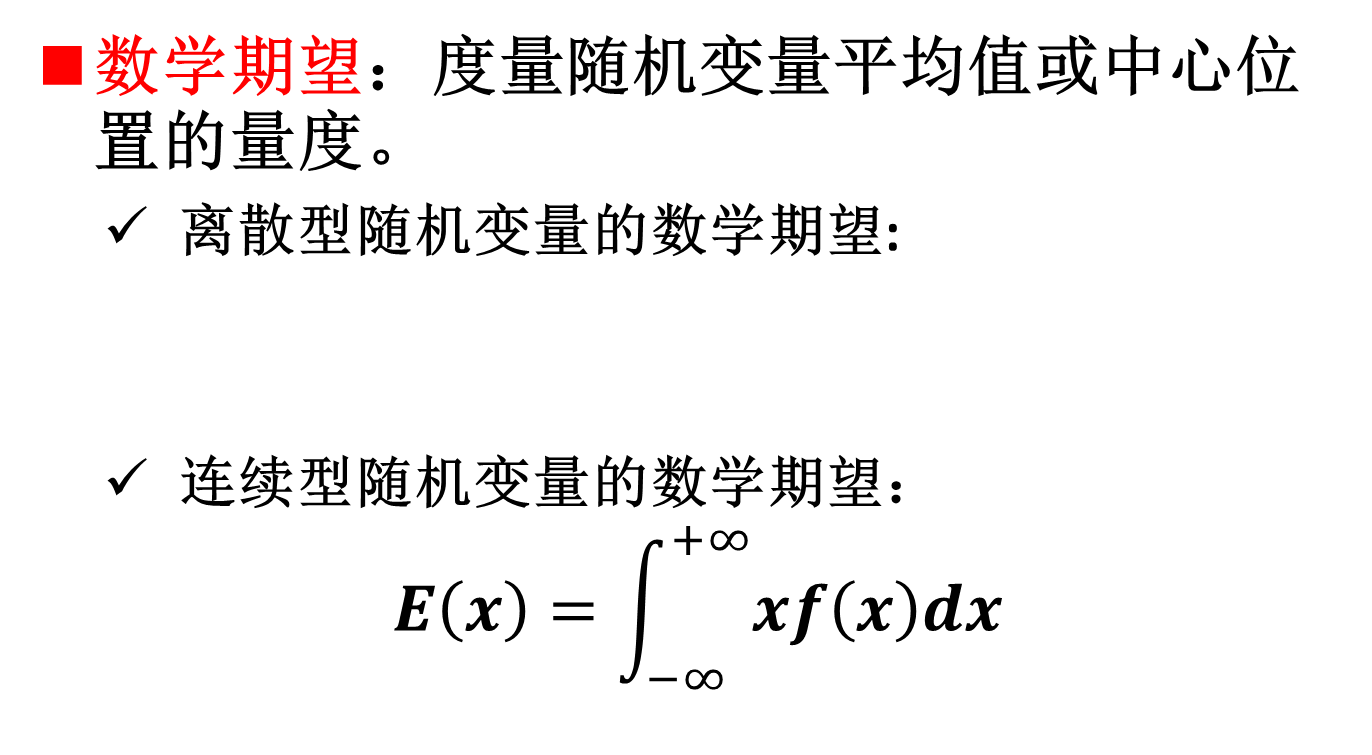 ■数学期望：度量随机变量平均值或中心位
置的量度。
✓ 离散型随机变量的数学期望:
✓ 连续型随机变量的数学期望：
E(x) = ∫_{-∞}^{+∞} xf(x)dx